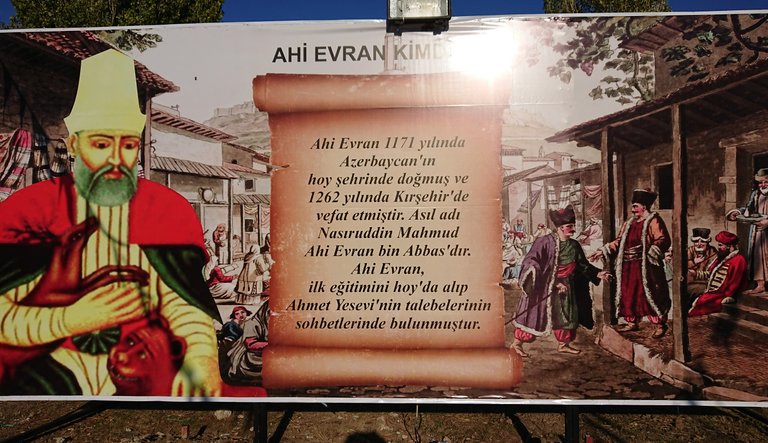 AHİ EVRAN
Ahi Evran 1171 yılında
Azerbaycan'ın
hoy şehrinde doğmuş ve
1262 yılında Kırşehir'de
vefat etmiştir. Asıl adı
Nasıruddin Mahmud
Ahi Evran bin Abbas'dır.
Ahi Evran,
ilk eğitimini hoy'da alıp
Ahmet Yesevi'nin talebelerinin
sohbetlerinde bulunmuştur.